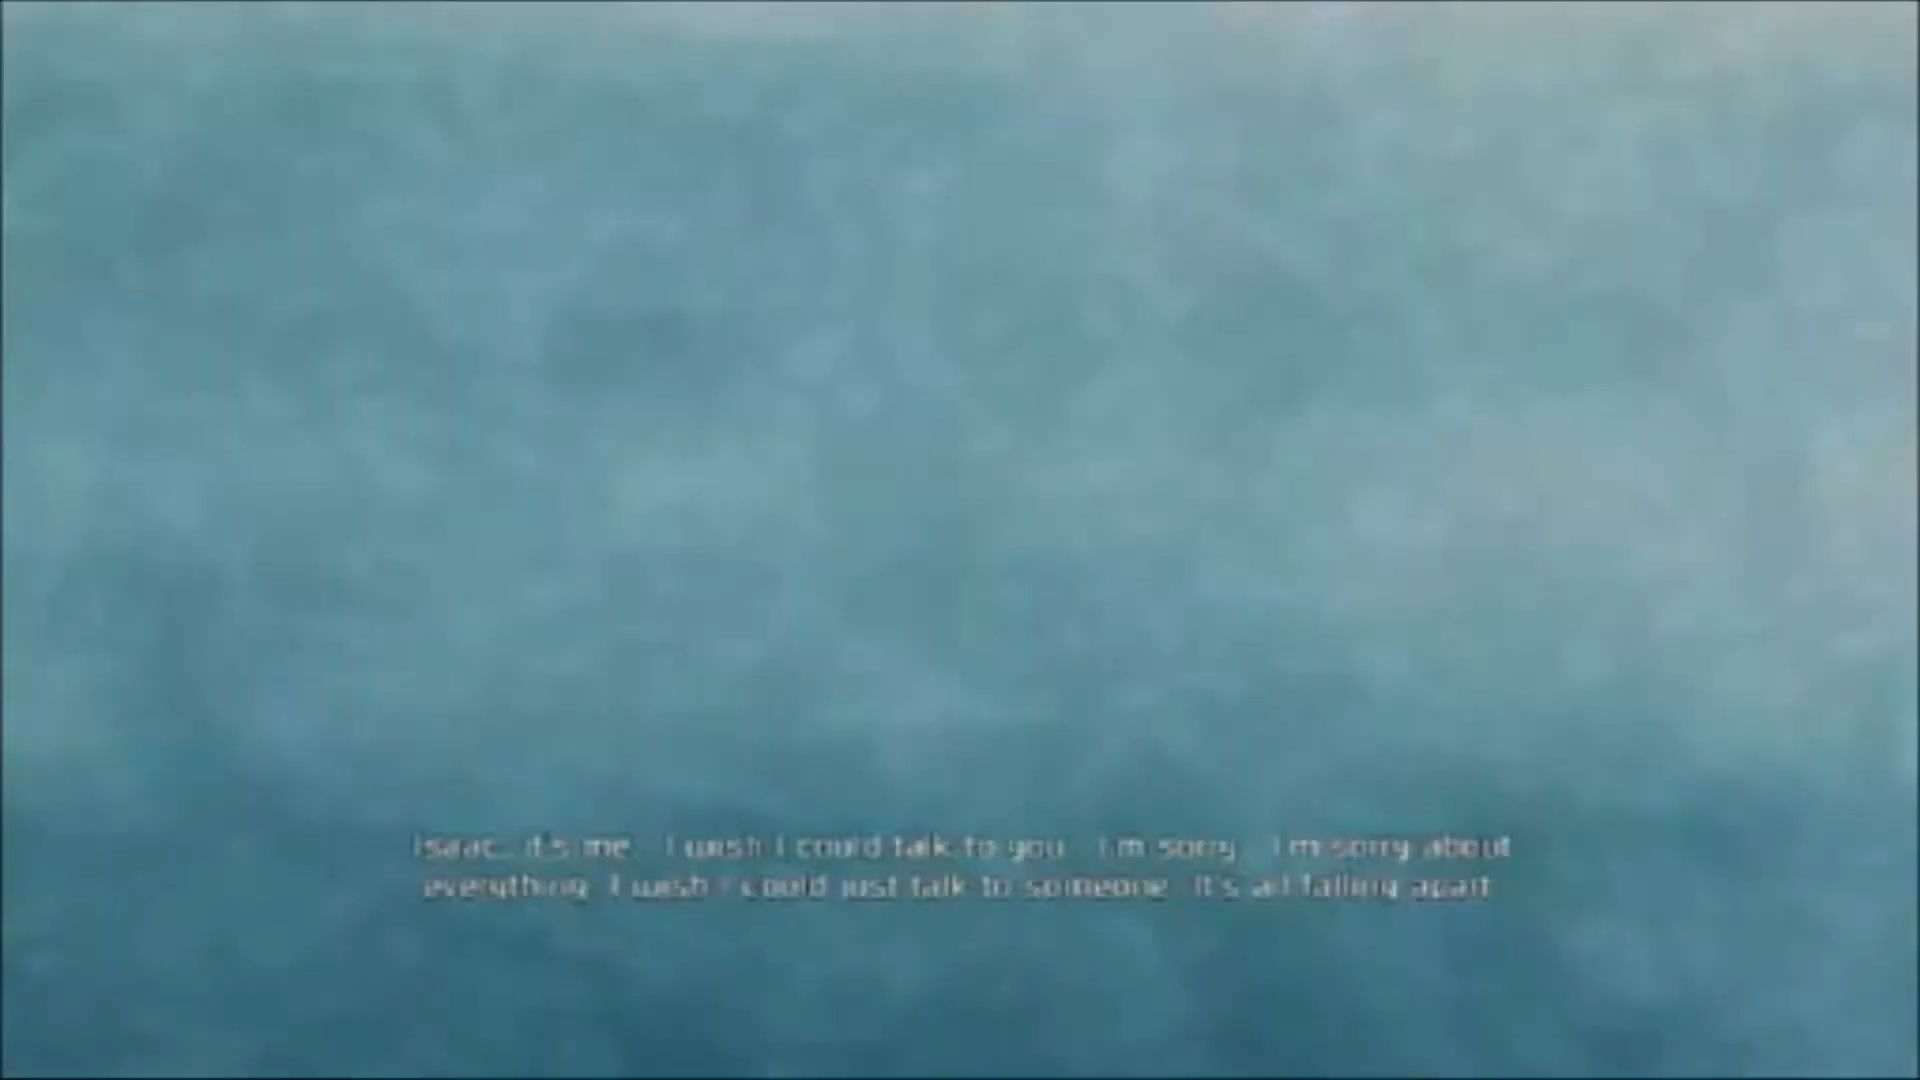 Isaac, it's me. I wish I could talk to you. I'm sorry. I'm sorry about
everything. I wish I could just talk to someone. It's all falling apart